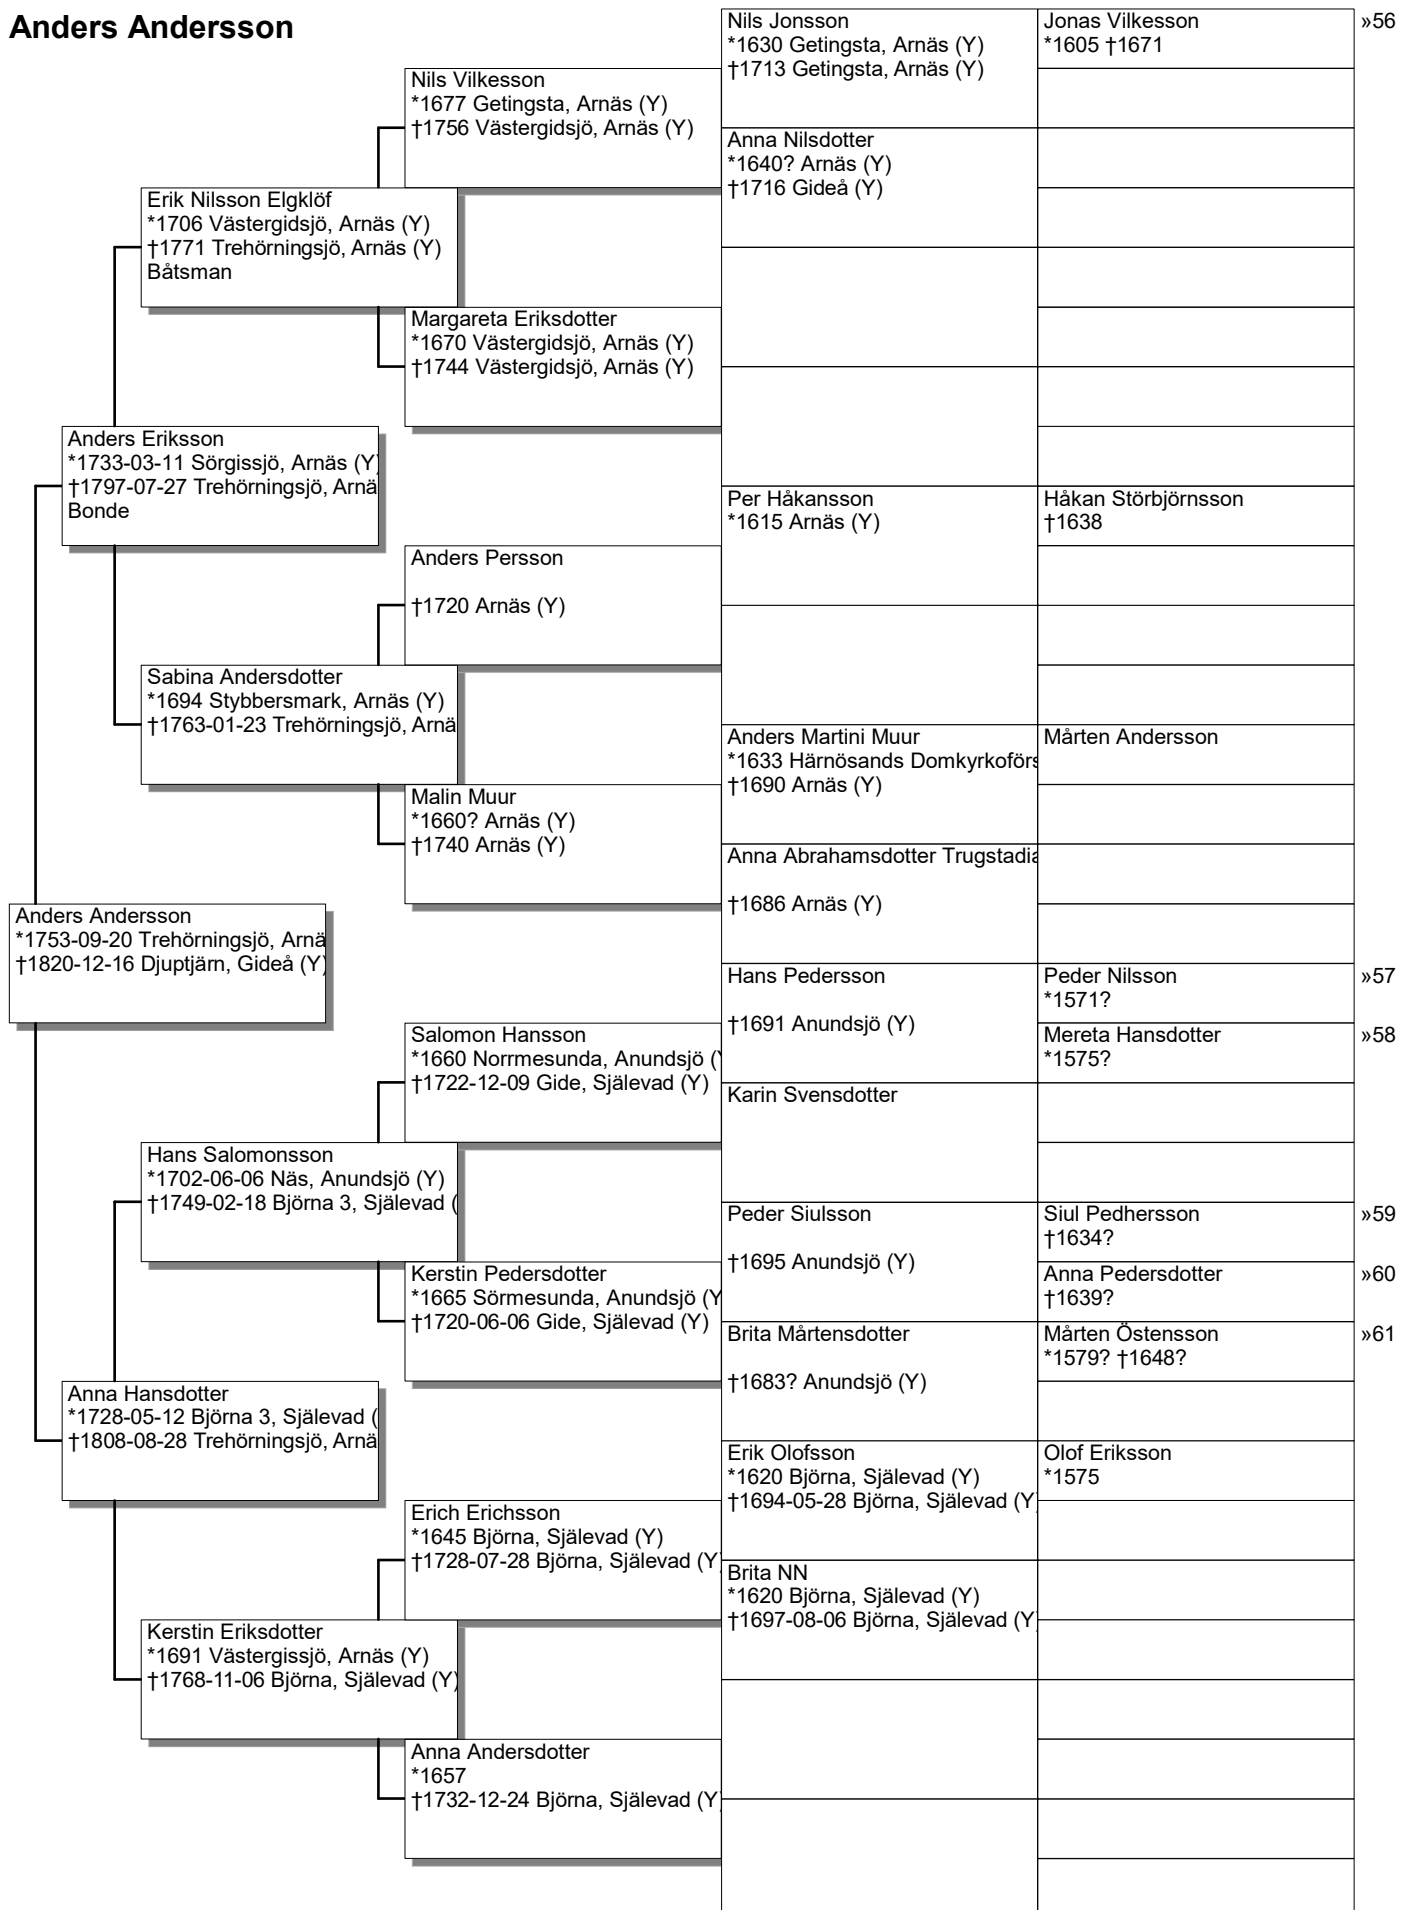 Anders Andersson
Anders Andersson
*1753-09-20 Trehörningsjö, Arnä
†1820-12-16 Djuptjärn, Gideå (Y)
Anders Eriksson
*1733-03-11 Sörgissjö, Arnäs (Y)
†1797-07-27 Trehörningsjö, Arnä
Bonde
Anna Hansdotter
*1728-05-12 Björna 3, Själevad (
†1808-08-28 Trehörningsjö, Arnä
Erik Nilsson Elgklöf
*1706 Västergidsjö, Arnäs (Y)
†1771 Trehörningsjö, Arnäs (Y)
Båtsman
Sabina Andersdotter
*1694 Stybbersmark, Arnäs (Y)
†1763-01-23 Trehörningsjö, Arnä
Hans Salomonsson
*1702-06-06 Näs, Anundsjö (Y)
†1749-02-18 Björna 3, Själevad (
Kerstin Eriksdotter
*1691 Västergissjö, Arnäs (Y)
†1768-11-06 Björna, Själevad (Y)
Nils Vilkesson
*1677 Getingsta, Arnäs (Y)
†1756 Västergidsjö, Arnäs (Y)
Margareta Eriksdotter
*1670 Västergidsjö, Arnäs (Y)
†1744 Västergidsjö, Arnäs (Y)
Anders Persson
†1720 Arnäs (Y)
Malin Muur
*1660? Arnäs (Y)
†1740 Arnäs (Y)
Salomon Hansson
*1660 Norrmesunda, Anundsjö (Y
†1722-12-09 Gide, Själevad (Y)
Kerstin Pedersdotter
*1665 Sörmesunda, Anundsjö (Y
†1720-06-06 Gide, Själevad (Y)
Erich Erichsson
*1645 Björna, Själevad (Y)
†1728-07-28 Björna, Själevad (Y
Anna Andersdotter
*1657
†1732-12-24 Björna, Själevad (Y
Nils Jonsson
*1630 Getingsta, Arnäs (Y)
†1713 Getingsta, Arnäs (Y)
Anna Nilsdotter
*1640? Arnäs (Y)
†1716 Gideå (Y)
Per Håkansson
*1615 Arnäs (Y)
Anders Martini Muur
*1633 Härnösands Domkyrkoförs
†1690 Arnäs (Y)
Anna Abrahamsdotter Trugstadia
†1686 Arnäs (Y)
Hans Pedersson
†1691 Anundsjö (Y)
Karin Svensdotter
Peder Siulsson
†1695 Anundsjö (Y)
Brita Mårtensdotter
†1683? Anundsjö (Y)
Erik Olofsson
*1620 Björna, Själevad (Y)
†1694-05-28 Björna, Själevad (Y
Brita NN
*1620 Björna, Själevad (Y)
†1697-08-06 Björna, Själevad (Y
Jonas Vilkesson
*1605 †1671
»56
Håkan Störbjörnsson
†1638
Mårten Andersson
Peder Nilsson
*1571?
»57
Mereta Hansdotter
*1575?
»58
Siul Pedhersson
†1634?
»59
Anna Pedersdotter
†1639?
»60
Mårten Östensson
*1579? †1648?
»61
Olof Eriksson
*1575